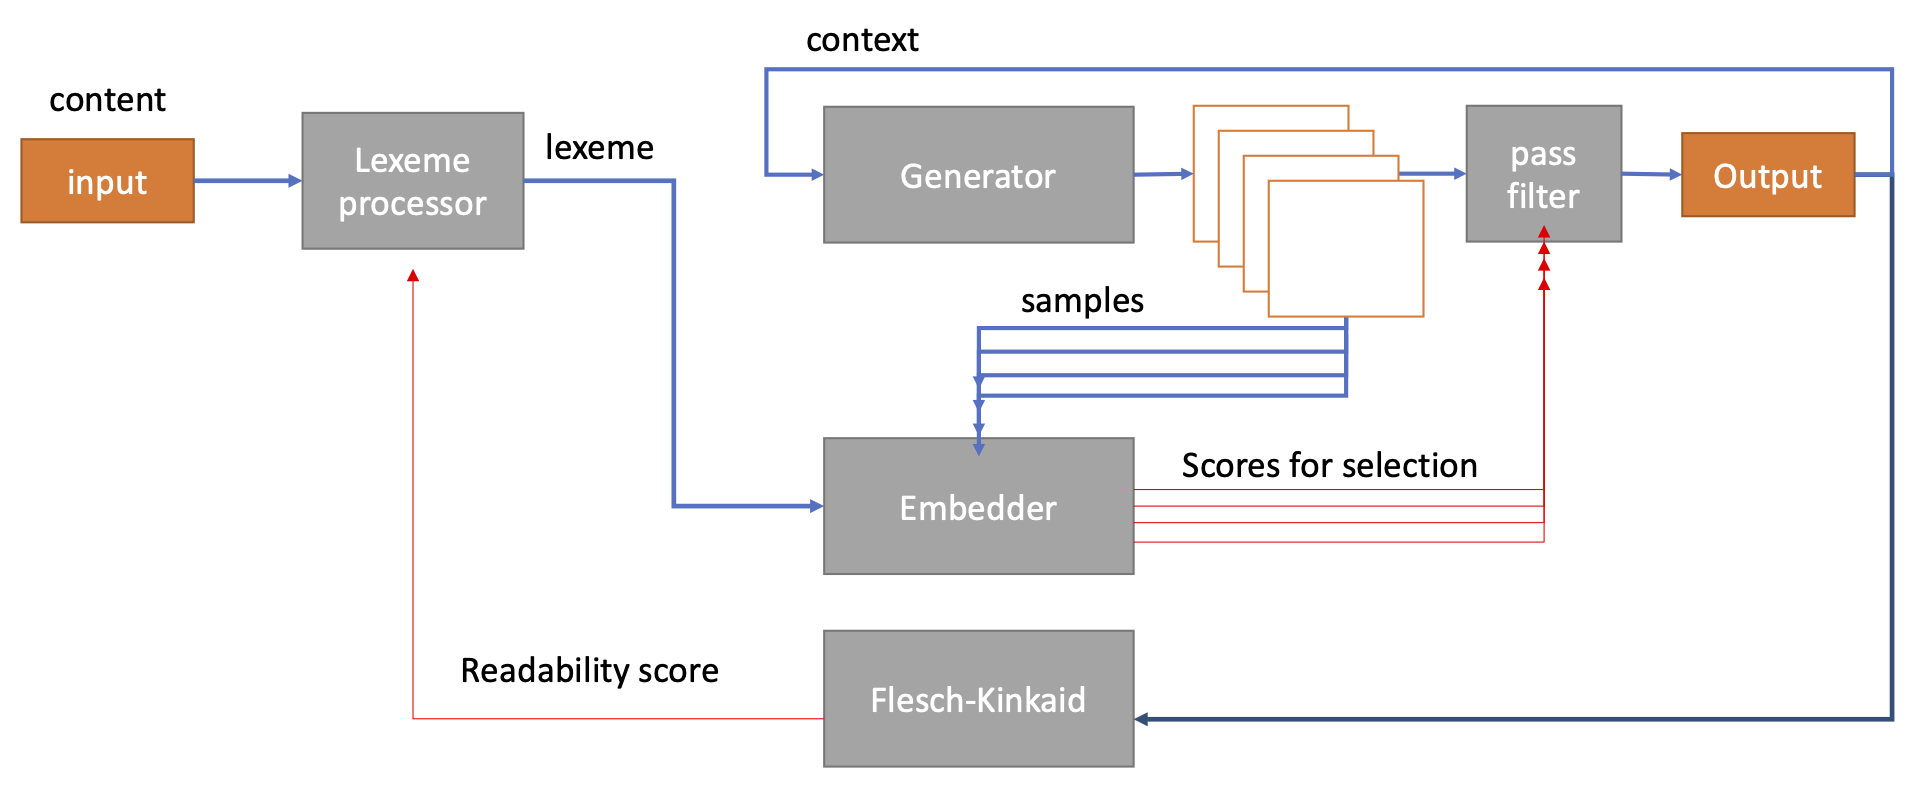 context
content
input
Lexeme
processor
lexeme
Generator
pass
filter
Output
samples
Scores for selection
Embedder
Readability score
Flesch-Kinkaid